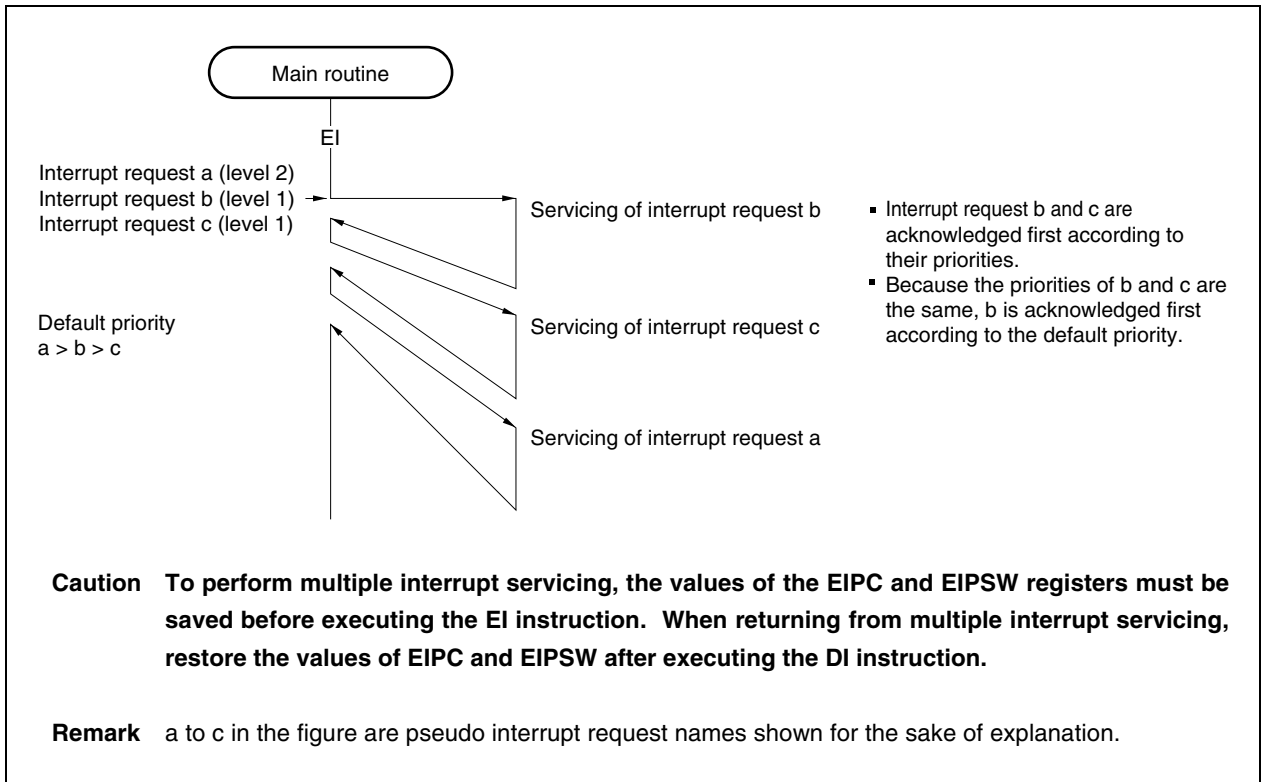 Main routine
EI
Interrupt request a (level 2)
Interrupt request b (level 1)
Interrupt request c (level 1)
Servicing of interrupt request b
▪ Interrupt request b and c are
acknowledged first according to
their priorities.
▪ Because the priorities of b and c are
the same, b is acknowledged first
according to the default priority.
Default priority
a > b > c
Servicing of interrupt request c
Servicing of interrupt request a
Caution To perform multiple interrupt servicing, the values of the EIPC and EIPSW registers must be
saved before executing the EI instruction. When returning from multiple interrupt servicing,
restore the values of EIPC and EIPSW after executing the DI instruction.
Remark a to c in the figure are pseudo interrupt request names shown for the sake of explanation.